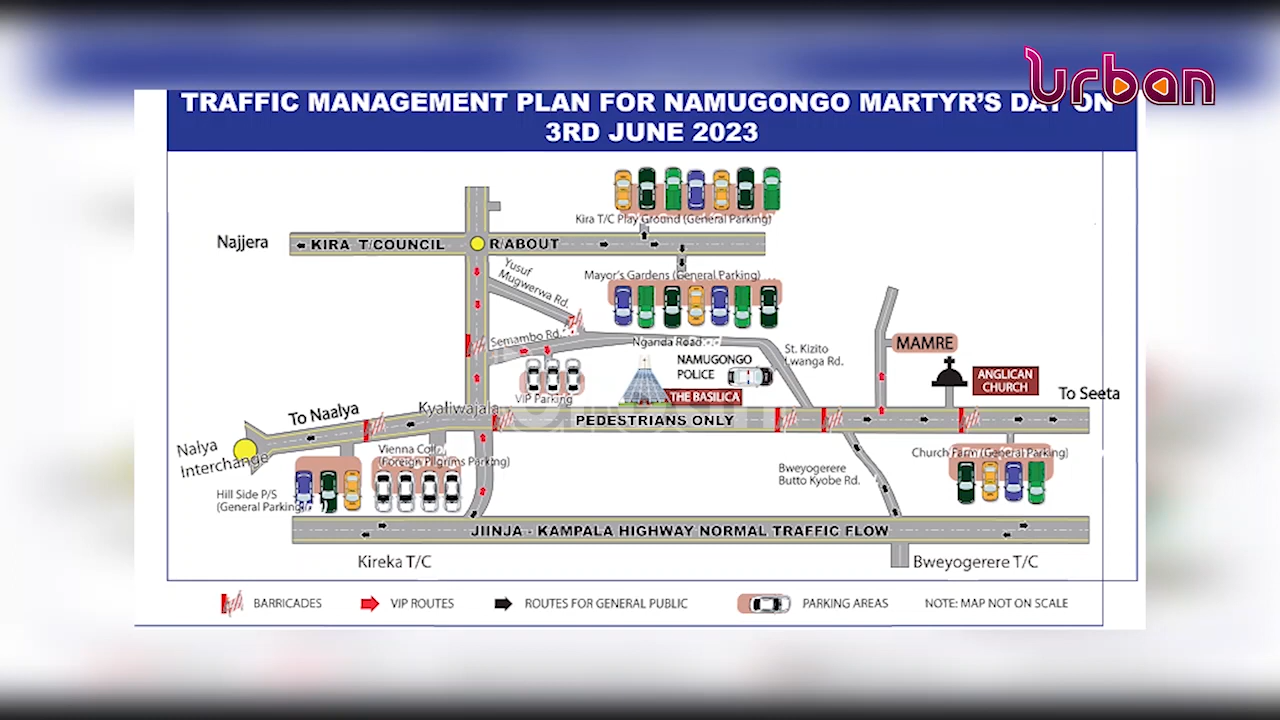 Urban
TRAFFIC MANAGEMENT PLAN FOR NAMUGONGO MARTYR'S DAY ON
3RD JUNE 2023
Kira T/C Play Ground (General Parking)
Najjera
KIRA T/COUNCIL
R/ABOUT
Yusuf
Mugwerwa Rd.
Mayor's Gardens (General Parking)
Semambo Rd.
Nganda Road
St. Kizito
Lwanga Rd.
MAMRE
NAMUGONGO
POLICE
VIP Parking
THE BASILICA
ANGLICAN
CHURCH
To Seeta
To Naalya
Kyaliwajala
PEDESTRIANS ONLY
Nalya
Interchange
Vienna
(Foreign Pilgrims Parking)
Church Farm (General Parking)
Bweyogerere
Butto Kyobe Rd.
Hill Side P/S
(General Parking)
JIINJA - KAMPALA HIGHWAY NORMAL TRAFFIC FLOW
Kireka T/C
Bweyogerere T/C
BARRICADES
VIP ROUTES
ROUTES FOR GENERAL PUBLIC
PARKING AREAS
NOTE: MAP NOT ON SCALE